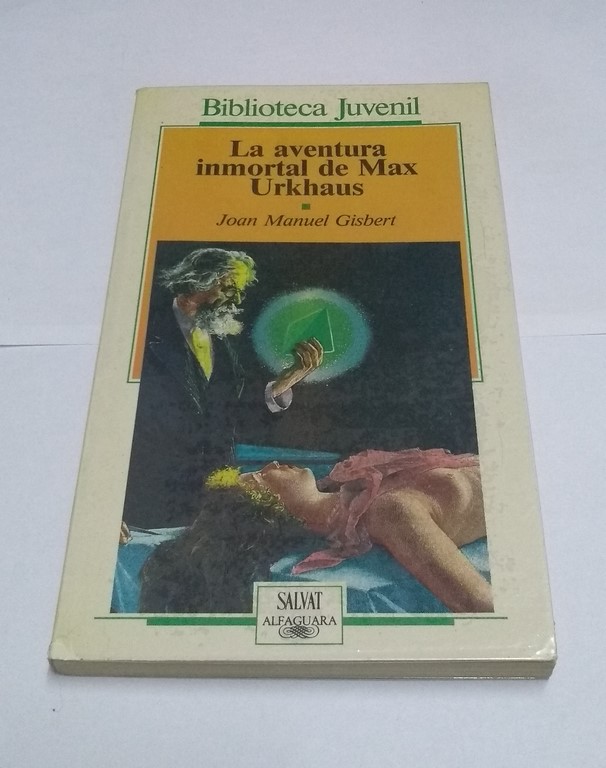 Biblioteca Juvenil
La aventura
inmortal de Max
Urkhaus
Joan Manuel Gisbert
SALVAT
ALFAGUARA